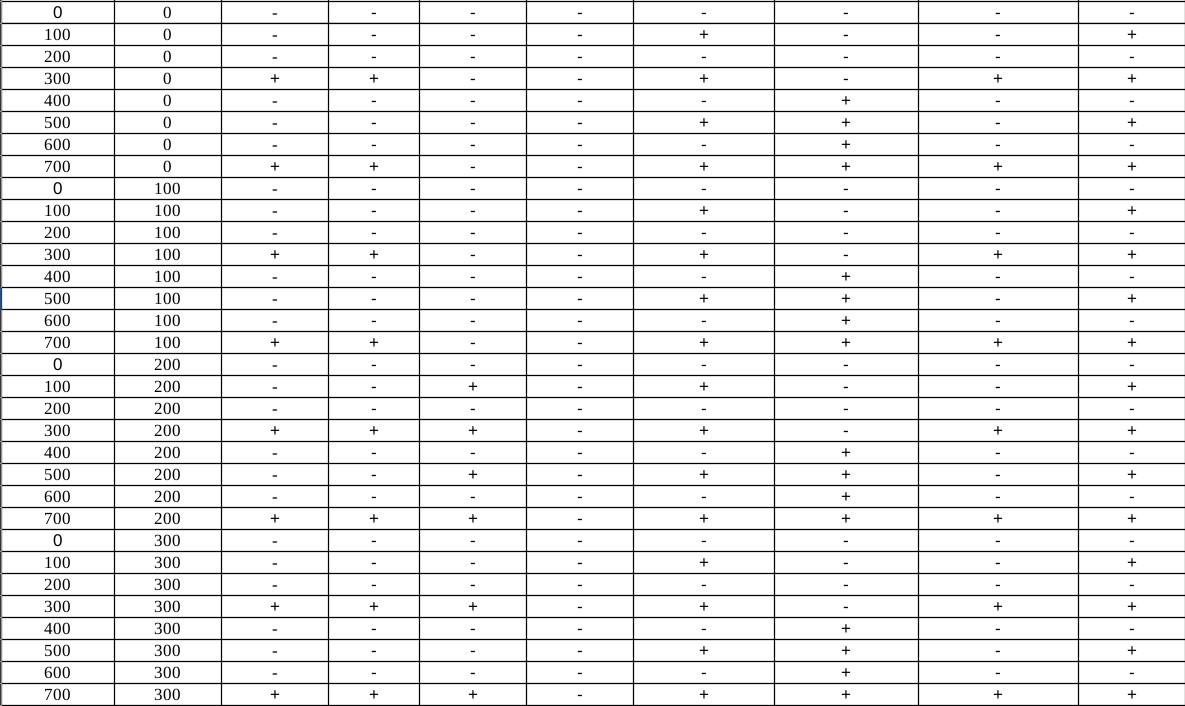 0 0 - - - - - - - -
100 0 - - - - + - - +
200 0 - - - - - - - -
300 0 + + - - + - + +
400 0 - - - - - + - -
500 0 - - - - + + - +
600 0 - - - - - + - -
700 0 + + - - + + + +
0 100 - - - - - - - -
100 100 - - - - + - - +
200 100 - - - - - - - -
300 100 + + - - + - + +
400 100 - - - - - + - -
500 100 - - - - + + - +
600 100 - - - - - + - -
700 100 + + - - + + + +
0 200 - - - - - - - -
100 200 - - + - + - - +
200 200 - - - - - - - -
300 200 + + + - + - + +
400 200 - - - - - + - -
500 200 - - + - + + - +
600 200 - - - - - + - -
700 200 + + + - + + + +
0 300 - - - - - - - -
100 300 - - - - + - - +
200 300 - - - - - - - -
300 300 + + + - + - + +
400 300 - - - - - + - -
500 300 - - - - + + - +
600 300 - - - - - + - -
700 300 + + + - + + + +